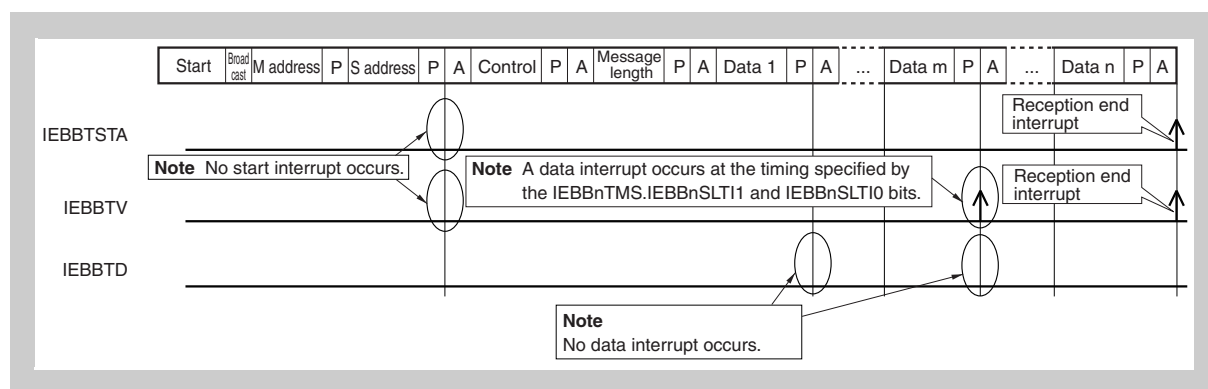 Start Broad cast M address P S address P A Control P A Message length P A Data 1 P A ... Data m P A ... Data n P A
Reception end
interrupt
IEBBTSTA
Note No start interrupt occurs.
Note A data interrupt occurs at the timing specified by
the IEBBnTMS.IEBBnSLTI1 and IEBBnSLTI0 bits.
Reception end
interrupt
IEBBTV
IEBBTD
Note
No data interrupt occurs.